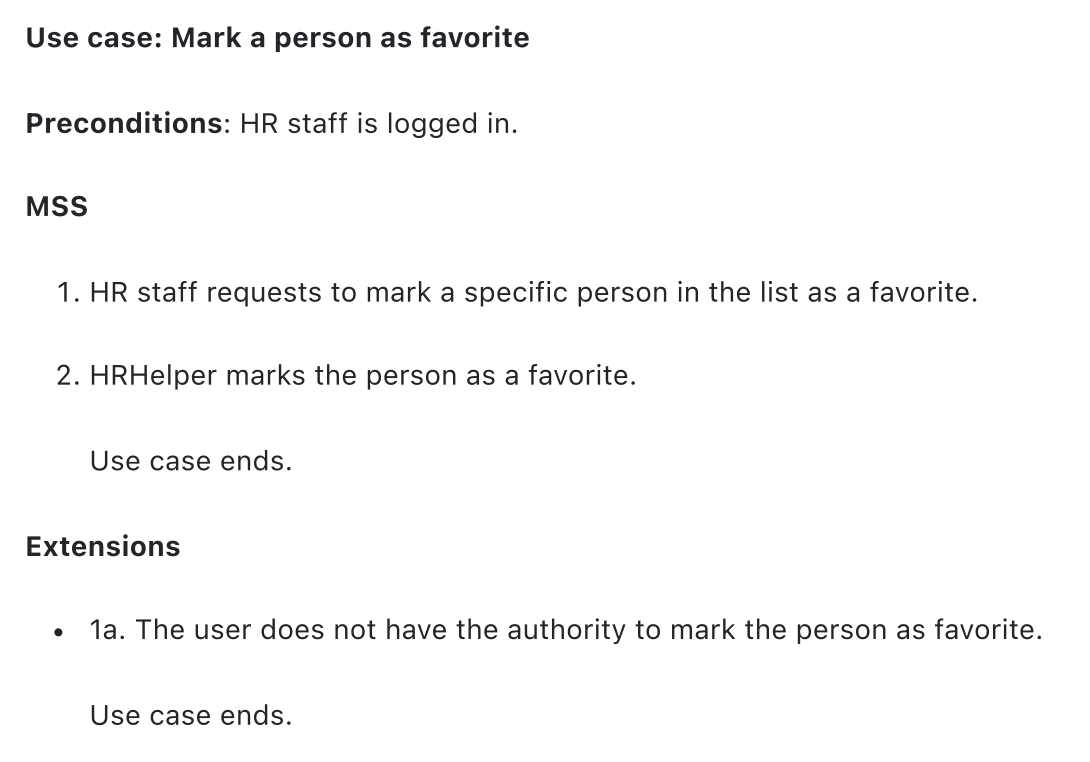 Use case: Mark a person as favorite
Preconditions: HR staff is logged in.
MSS
1. HR staff requests to mark a specific person in the list as a favorite.
2. HRHelper marks the person as a favorite.
Use case ends.
Extensions
• 1a. The user does not have the authority to mark the person as favorite.
Use case ends.